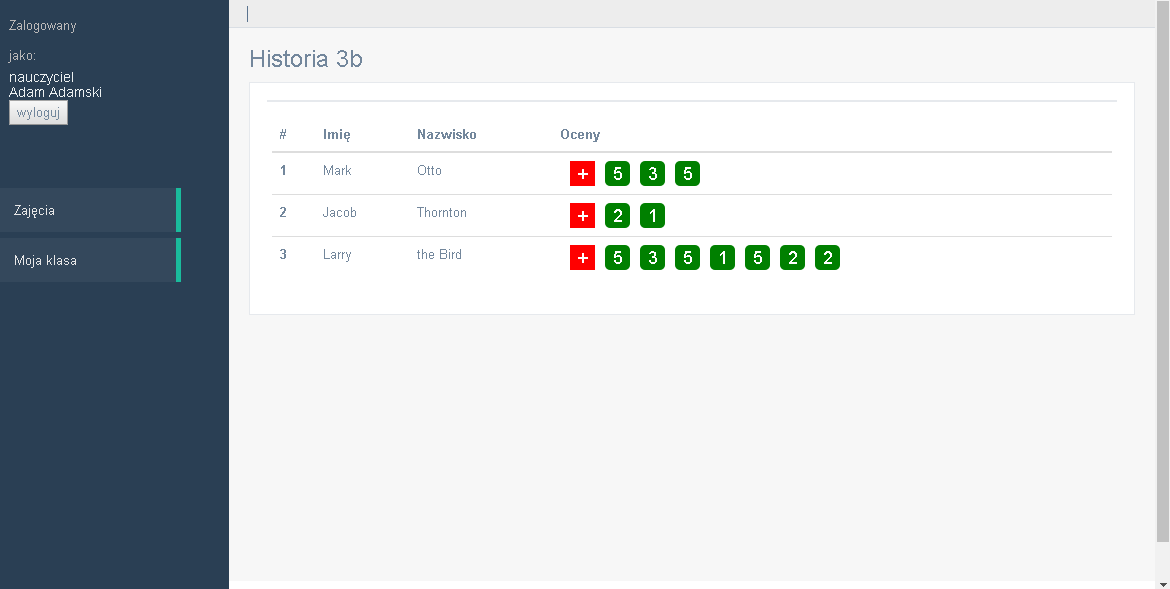 Zalogowany
jako:
nauczyciel
Adam Adamski
wyloguj
Zajęcia
Moja klasa
Historia 3b
# Imię Nazwisko Oceny
1 Mark Otto + 5 3 5
2 Jacob Thornton + 2 1
3 Larry the Bird + 5 3 5 1 5 2 2